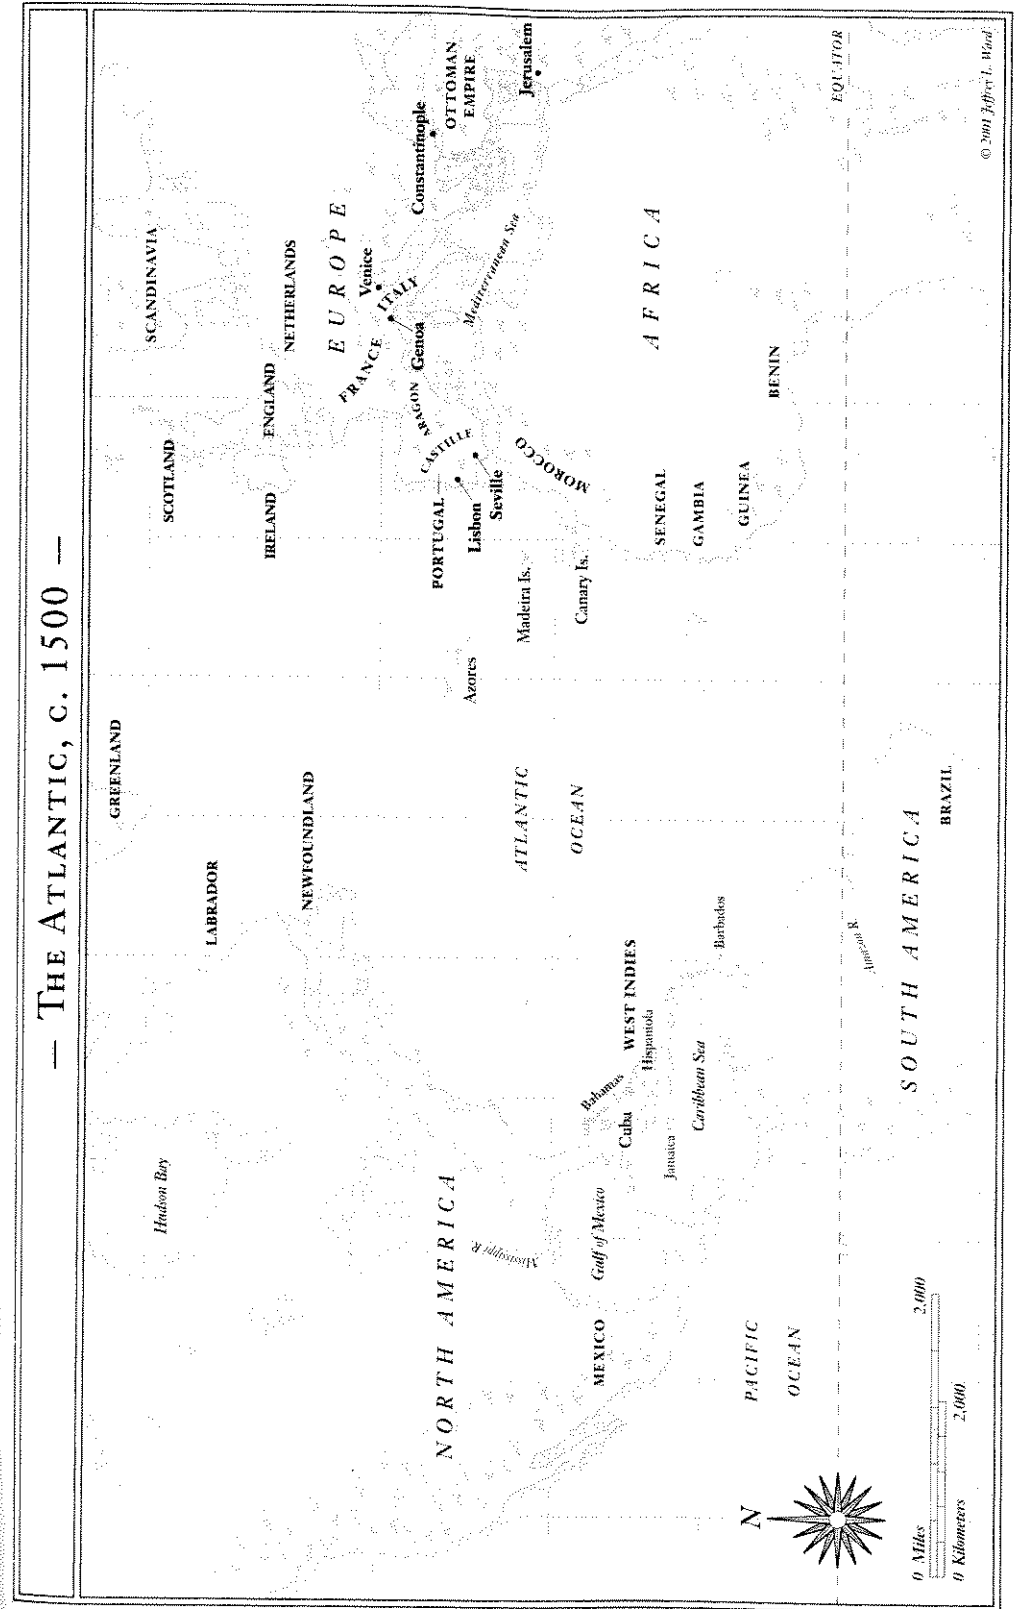 — THE ATLANTIC, C. 1500 —
GREENLAND
SCANDINAVIA
SCOTLAND
LABRADOR
Hudson Bay
IRELAND
ENGLAND
NETHERLANDS
NEWFOUNDLAND
EUROPE
FRANCE
Venice
ITALY
Genoa
ARAGON
CASTILLE
PORTUGAL
Lisbon
Seville
Constantinople
OTTOMAN
EMPIRE
Jerusalem
Mediterranean Sea
Azores
Madeira Is.
MOROCCO
Canary Is.
NORTH AMERICA
Mississippi R.
ATLANTIC
OCEAN
AFRICA
MEXICO
Gulf of Mexico
Bahamas
Cuba
WEST INDIES
Hispaniola
Jamaica
Caribbean Sea
Barbados
SENEGAL
GAMBIA
GUINEA
BENIN
PACIFIC
OCEAN
EQUATOR
Amazon R.
SOUTH AMERICA
BRAZIL
N
0 Miles
2,000
0 Kilometers
2,000
© 2001 Jeffrey L. Ward